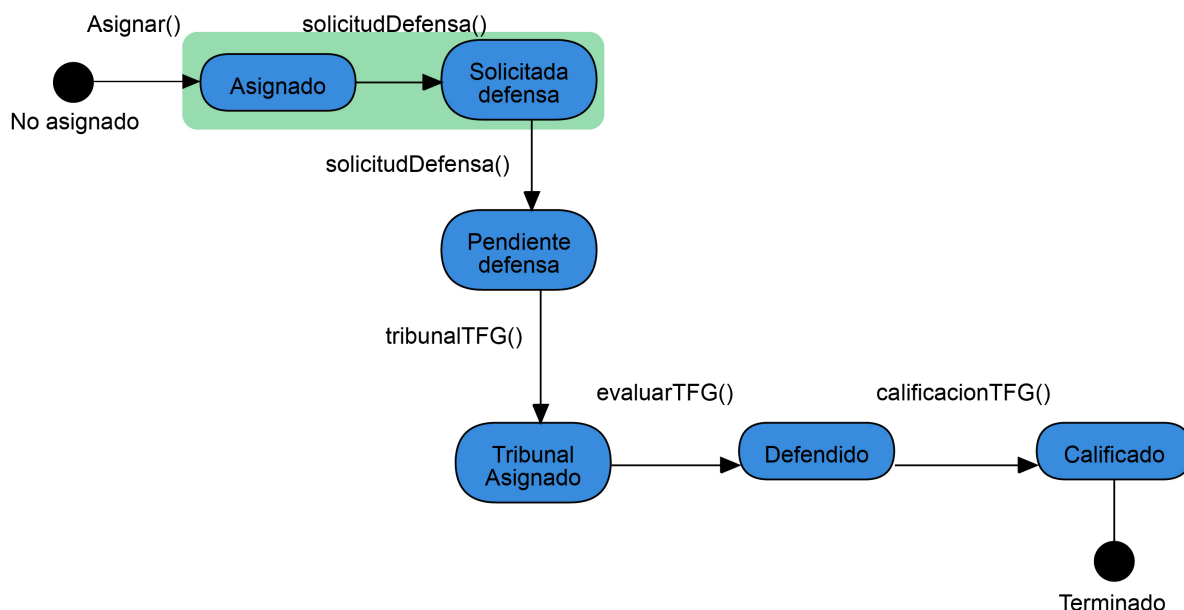 Asignar()
solicitudDefensa()
Asignado
Solicitada
defensa
No asignado
solicitudDefensa()
Pendiente
defensa
tribunalTFG()
evaluarTFG()
calificacionTFG()
Tribunal
Asignado
Defendido
Calificado
Terminado